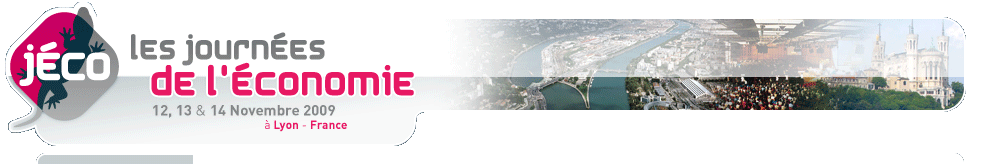 jéco
les journées
de l'économie
12, 13 & 14 Novembre 2009
à Lyon - France